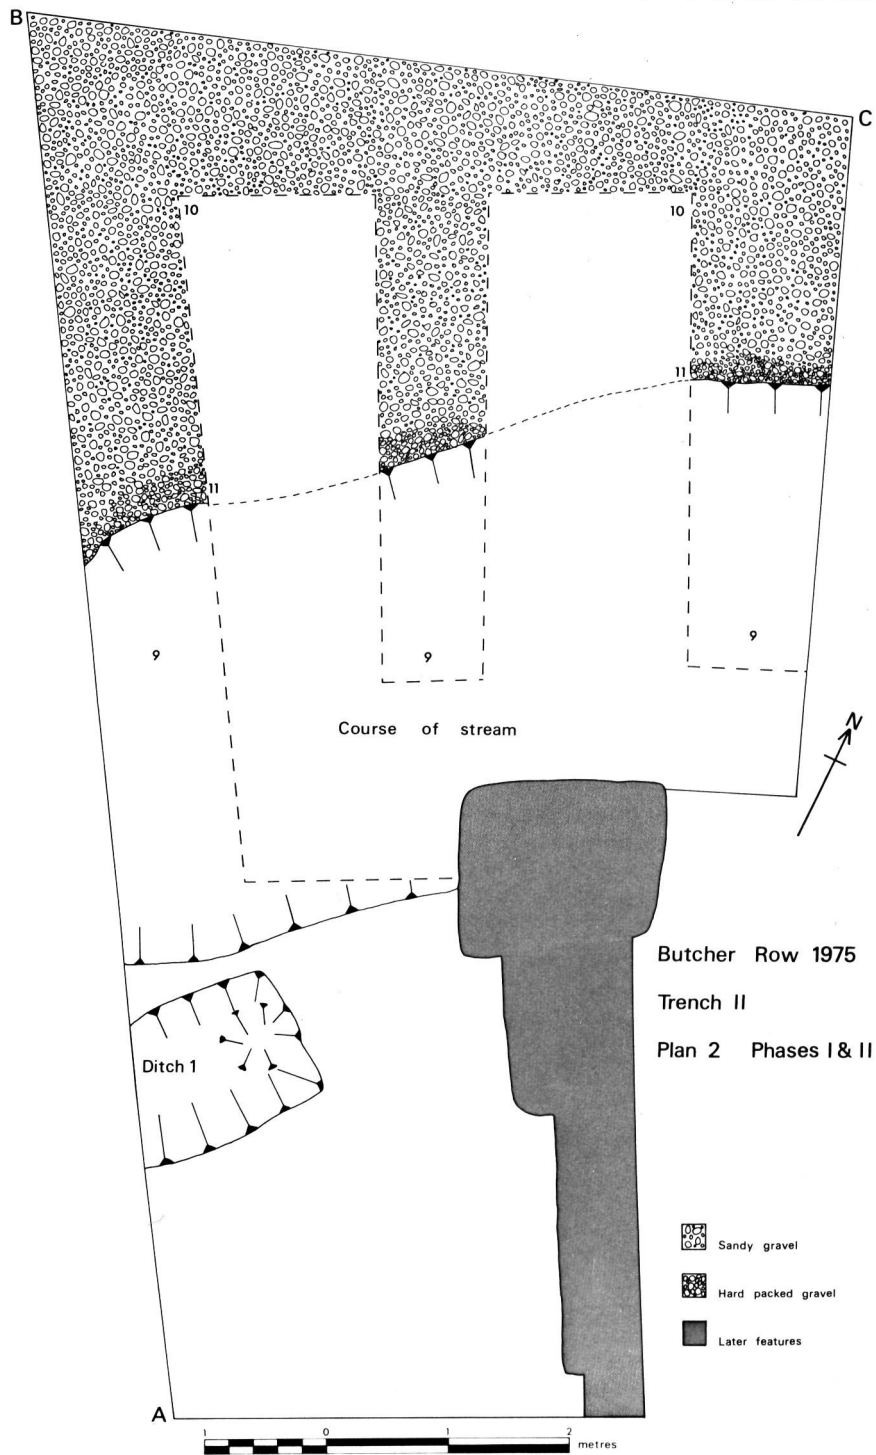 B
C
10
10
11
11
9
9
9
Course of stream
N
Butcher Row 1975
Trench II
Plan 2 Phases I & II
Ditch 1
Sandy gravel
Hard packed gravel
Later features
A
1 0 1 2 metres